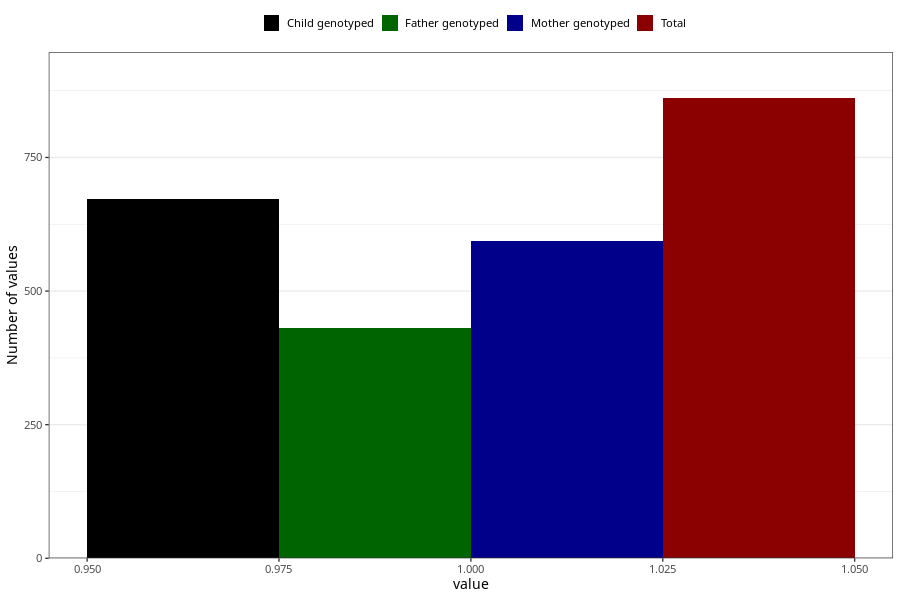 Child genotyped Father genotyped Mother genotyped Total
Number of values
750
500
250
0
0.950 0.975 1.000 1.025 1.050
value